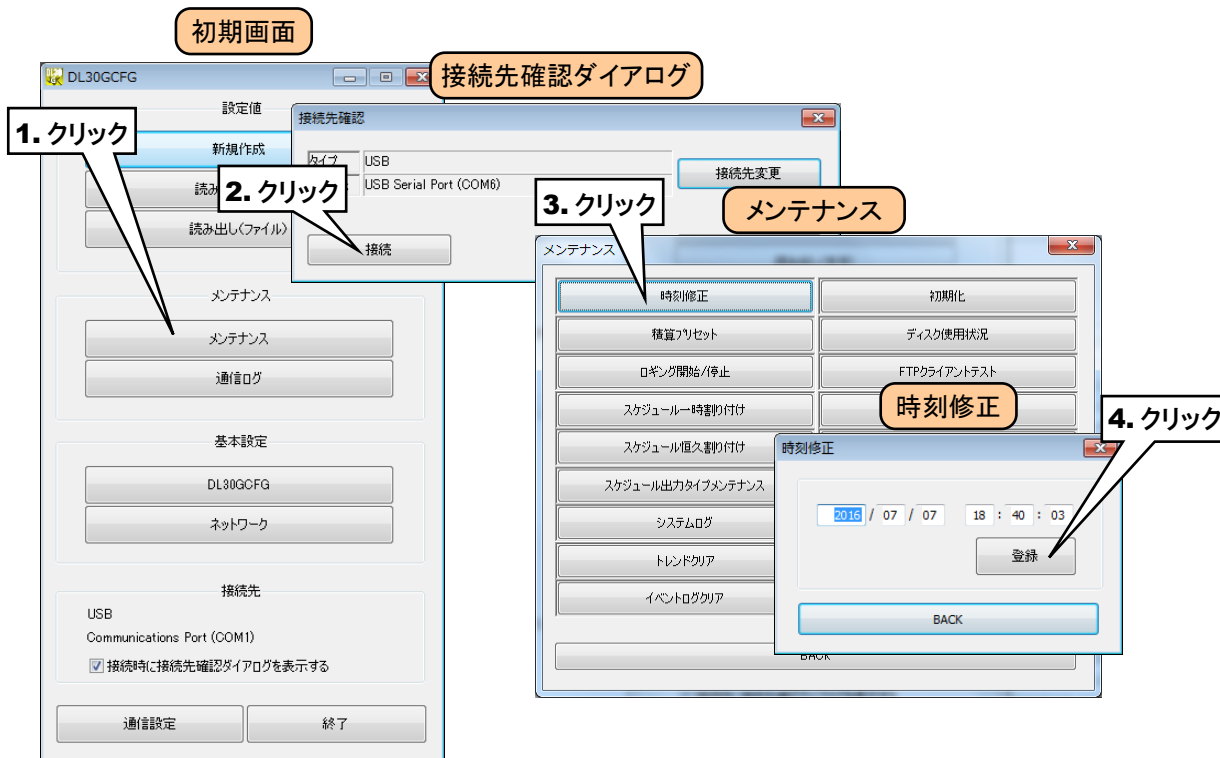 初期画面
DL30GCFG
設定値
1. クリック
新規作成
読み
読み出し(ファイル)
メンテナンス
メンテナンス
通信ログ
基本設定
DL30GCFG
ネットワーク
接続先
USB
Communications Port (COM1)
接続時に接続先確認ダイアログを表示する
通信設定
終了
接続先確認ダイアログ
接続先確認
タイプ
USB
USB Serial Port (COM6)
接続先変更
2. クリック
接続
メンテナンス
3. クリック
メンテナンス
時刻修正
初期化
積算プリセット
ディスク使用状況
ロギング開始/停止
FTPクライアントテスト
スケジュール一時割り付け
スケジュール恒久割り付け
スケジュール出力タイプメンテナンス
システムログ
トレンドクリア
イベントログクリア
BACK
時刻修正
4. クリック
時刻修正
2016 / 07 / 07 18 : 40 : 03
登録
BACK